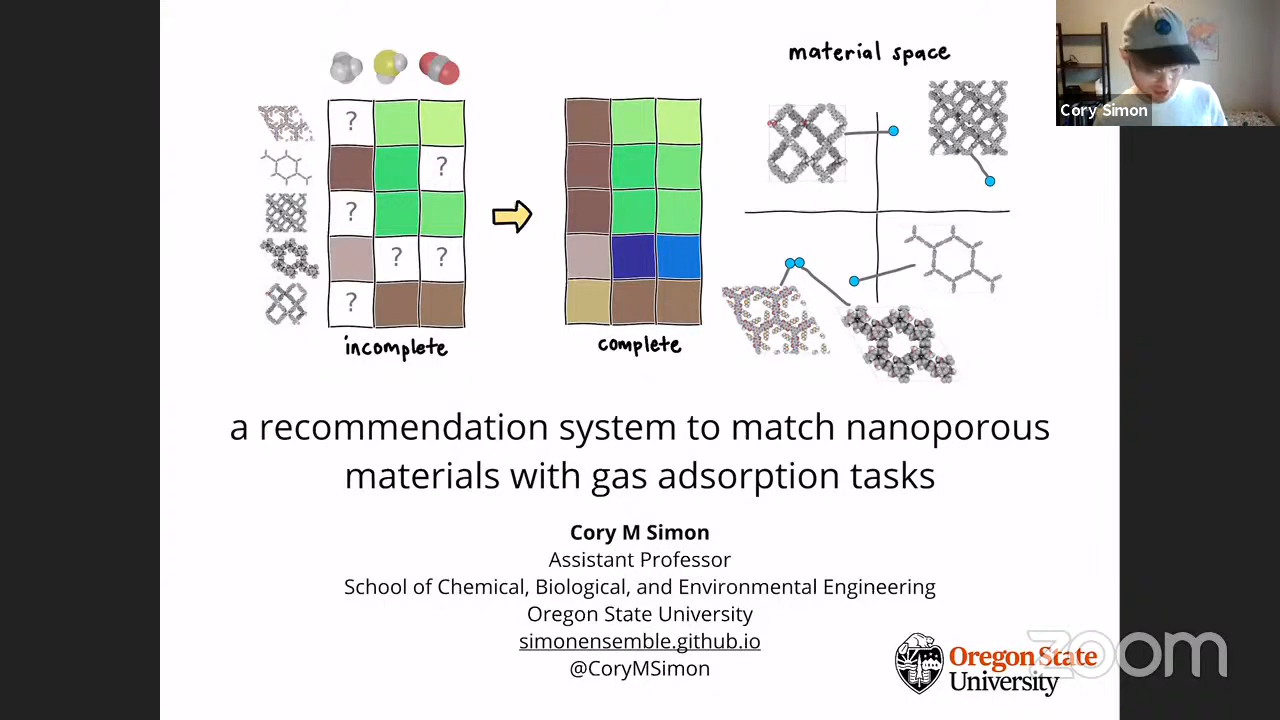 material space
Cory Simon
?
?
?
? ?
?
incomplete
complete
a recommendation system to match nanoporous
materials with gas adsorption tasks
Cory M Simon
Assistant Professor
School of Chemical, Biological, and Environmental Engineering
Oregon State University
simonensemble.github.io
@CoryMSimon
Oregon State
University
zoom